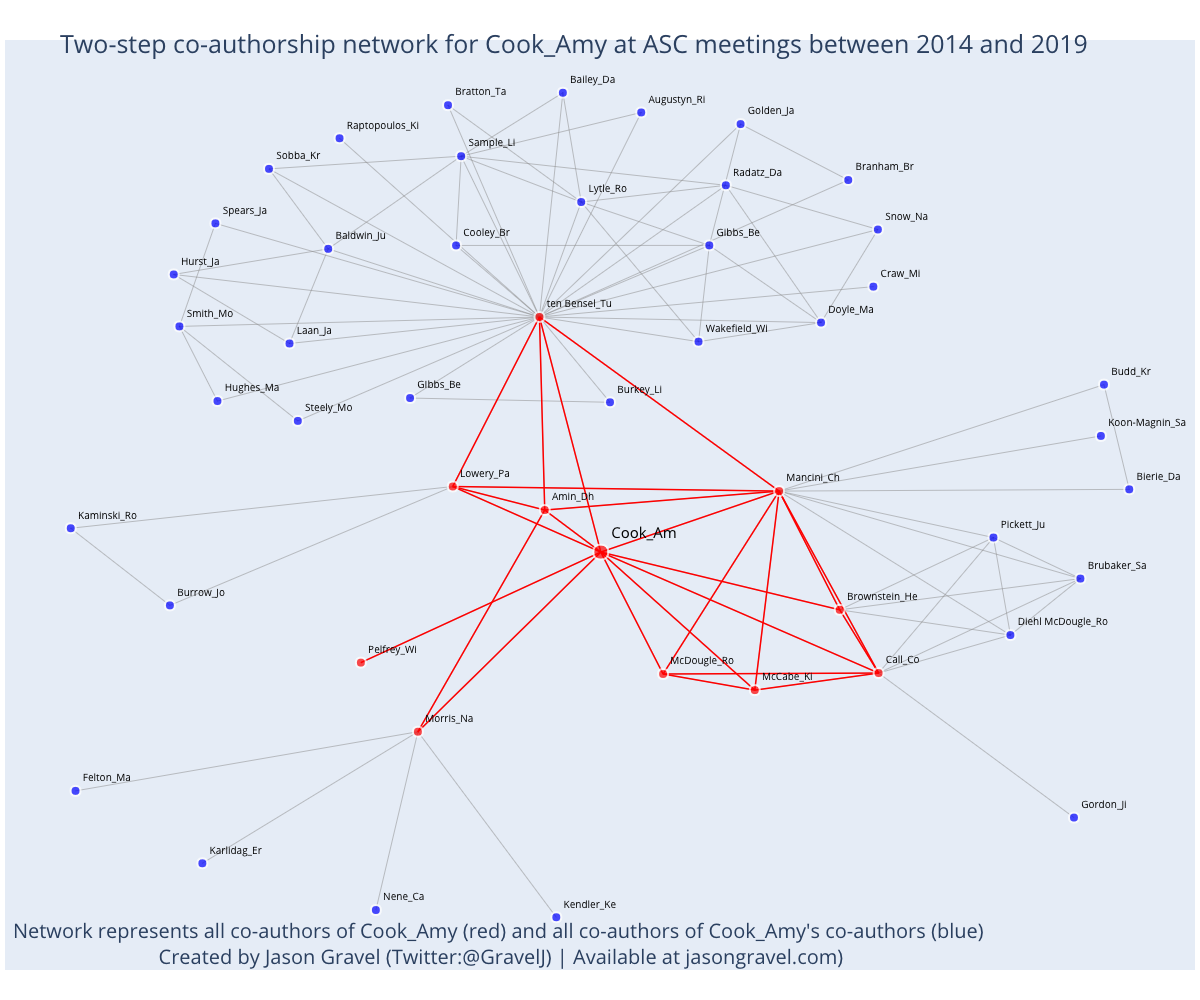 Two-step co-authorship network for Cook_Amy at ASC meetings between 2014 and 2019
Bailey_Da
Bratton_Ta
Augustyn_Ri
Golden_Ja
Raptopoulos_Ki
Sample_Li
Sobba_Kr
Branham_Br
Radatz_Da
Lytle_Ro
Spears_Ja
Snow_Na
Baldwin_Ju
Cooley_Br
Gibbs_Be
Hurst_Ja
Craw_Mi
ten Bensel_Tu
Smith_Mo
Doyle_Ma
Laan_Ja
Wakefield_Wi
Budd_Kr
Hughes_Ma
GIbbs_Be
Burkey_Li
Steely_Mo
Koon-Magnin_Sa
Lowery_Pa
Mancini_Ch
Bierie_Da
Amin_Dh
Kaminski_Ro
Pickett_Ju
Cook_Am
Brubaker_Sa
Burrow_Jo
Brownstein_He
Diehl McDougle_Ro
Pelfrey_Wi
McDougle_Ro
Call_Co
McCabe_Ki
Morris_Na
Felton_Ma
Gordon_Ji
Karlidag_Er
Nene_Ca
Kendler_Ke
Network represents all co-authors of Cook_Amy (red) and all co-authors of Cook_Amy's co-authors (blue)
Created by Jason Gravel (Twitter:@GravelJ) | Available at jasongravel.com)